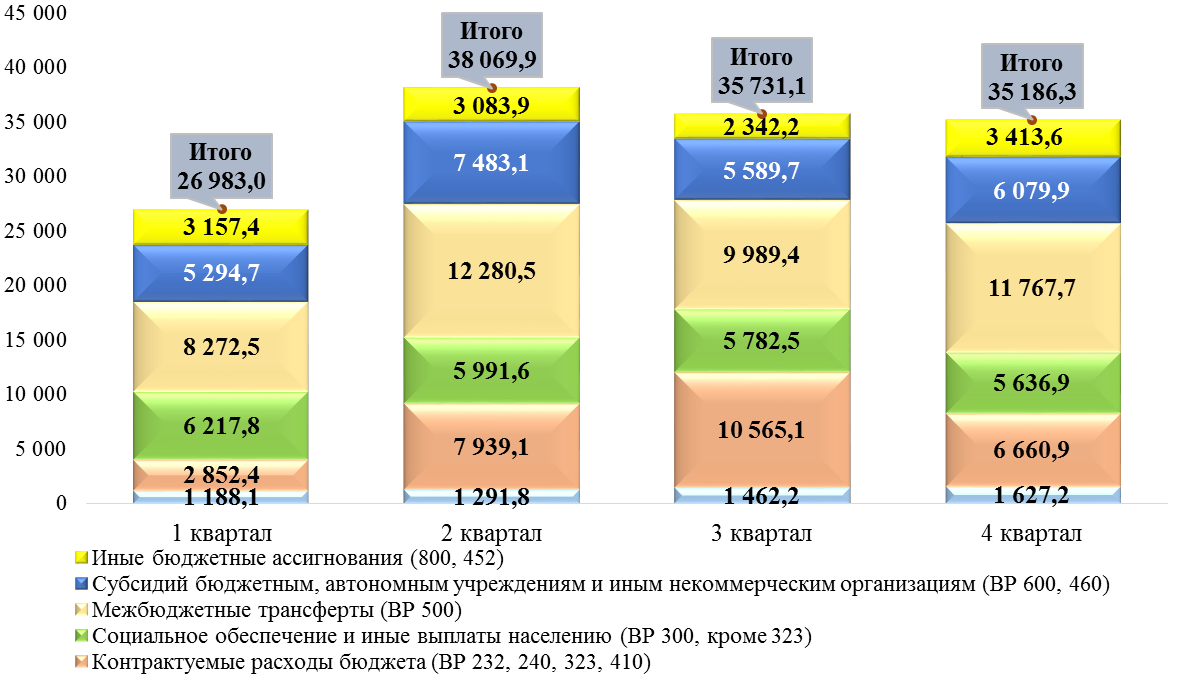 45 000
40 000
35 000
30 000
25 000
20 000
15 000
10 000
5 000
0
Итого
26 983,0
3 157,4
5 294,7
8 272,5
6 217,8
2 852,4
1 188,1
Итого
38 069,9
3 083,9
7 483,1
12 280,5
5 991,6
7 939,1
1 291,8
Итого
35 731,1
2 342,2
5 589,7
9 989,4
5 782,5
10 565,1
1 462,2
Итого
35 186,3
3 413,6
6 079,9
11 767,7
5 636,9
6 660,9
1 627,2
1 квартал
2 квартал
3 квартал
4 квартал
Иные бюджетные ассигнования (800, 452)
Субсидий бюджетным, автономным учреждениям и иным некоммерческим организациям (ВР 600, 460)
Межбюджетные трансферты (ВР 500)
Социальное обеспечение и иные выплаты населению (ВР 300, кроме 323)
Контрактуемые расходы бюджета (ВР 232, 240, 323, 410)